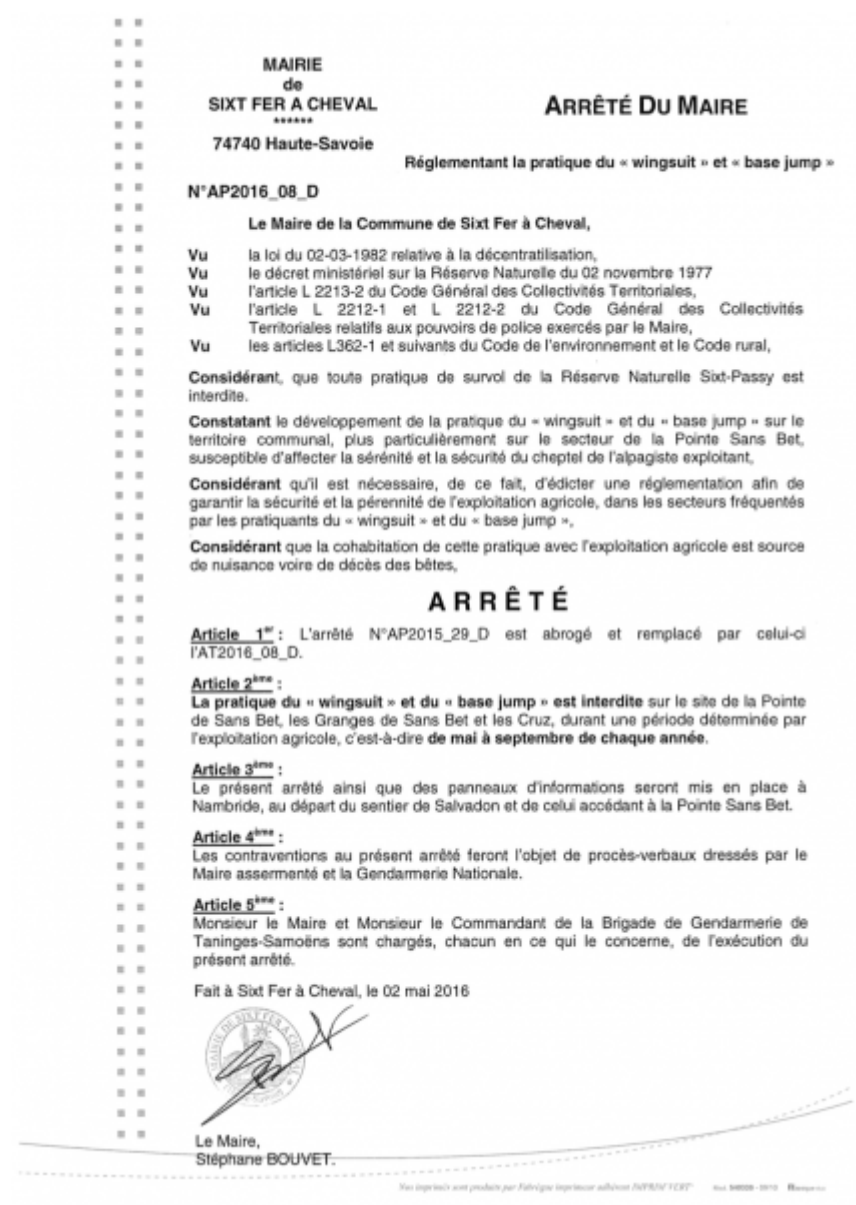 MAIRIE
de
SIXT FER A CHEVAL
******
74740 Haute-Savoie
ARRÊTÉ DU MAIRE
Réglementant la pratique du « wingsuit » et « base jump »
N°AP2016_08_D
Le Maire de la Commune de Sixt Fer à Cheval,
Vu la loi du 02-03-1982 relative à la décentratilisation,
Vu le décret ministériel sur la Réserve Naturelle du 02 novembre 1977
Vu l'article L 2213-2 du Code Général des Collectivités Territoriales,
Vu l'article L 2212-1 et L 2212-2 du Code Général des Collectivités
Territoriales relatifs aux pouvoirs de police exercés par le Maire,
Vu les articles L362-1 et suivants du Code de l'environnement et le Code rural,
Considérant, que toute pratique de survol de la Réserve Naturelle Sixt-Passy est
interdite.
Constatant le développement de la pratique du « wingsuit » et du « base jump » sur le
territoire communal, plus particulièrement sur le secteur de la Pointe Sans Bet,
susceptible d'affecter la sérénité et la sécurité du cheptel de l'alpagiste exploitant,
Considérant qu'il est nécessaire, de ce fait, d'édicter une réglementation afin de
garantir la sécurité et la pérennité de l'exploitation agricole, dans les secteurs fréquentés
par les pratiquants du « wingsuit » et du « base jump »,
Considérant que la cohabitation de cette pratique avec l'exploitation agricole est source
de nuisance voire de décès des bêtes,
ARRÊTÉ
Article 1er : L'arrêté N°AP2015_29_D est abrogé et remplacé par celui-ci
l'AT2016_08_D.
Article 2ème :
La pratique du « wingsuit » et du « base jump » est interdite sur le site de la Pointe
de Sans Bet, les Granges de Sans Bet et les Cruz, durant une période déterminée par
l'exploitation agricole, c'est-à-dire de mai à septembre de chaque année.
Article 3ème :
Le présent arrêté ainsi que des panneaux d'informations seront mis en place à
Nambride, au départ du sentier de Salvadon et de celui accédant à la Pointe Sans Bet.
Article 4ème :
Les contraventions au présent arrêté feront l'objet de procès-verbaux dressés par le
Maire assermenté et la Gendarmerie Nationale.
Article 5ème :
Monsieur le Maire et Monsieur le Commandant de la Brigade de Gendarmerie de
Taninges-Samoëns sont chargés, chacun en ce qui le concerne, de l'exécution du
présent arrêté.
Fait à Sixt Fer à Cheval, le 02 mai 2016
MAIRIE DE SIXT FER A CHEVAL
Le Maire,
Stéphane BOUVET.
Nos imprimés sont produits par Fabrègue imprimeur adhérent IMPRIM'VERT